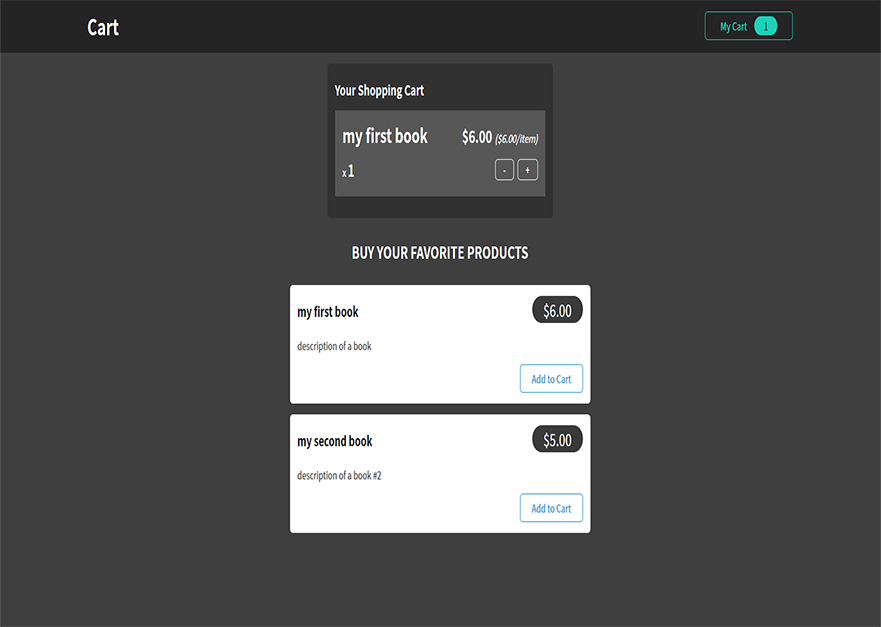 Cart
My Cart 1
Your Shopping Cart
my first book $6.00 ($6.00/item)
x 1 - +
BUY YOUR FAVORITE PRODUCTS
my first book $6.00
description of a book
Add to Cart
my second book $5.00
description of a book #2
Add to Cart